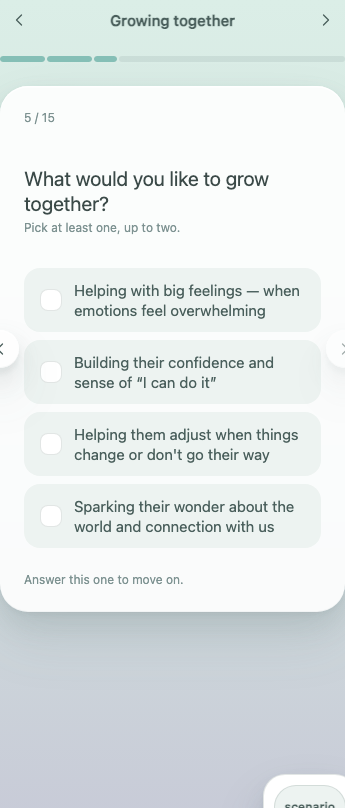 Growing together
5 / 15
What would you like to grow
together?
Pick at least one, up to two.
Helping with big feelings — when
emotions feel overwhelming
Building their confidence and
sense of “I can do it”
Helping them adjust when things
change or don't go their way
Sparking their wonder about the
world and connection with us
Answer this one to move on.
scenario